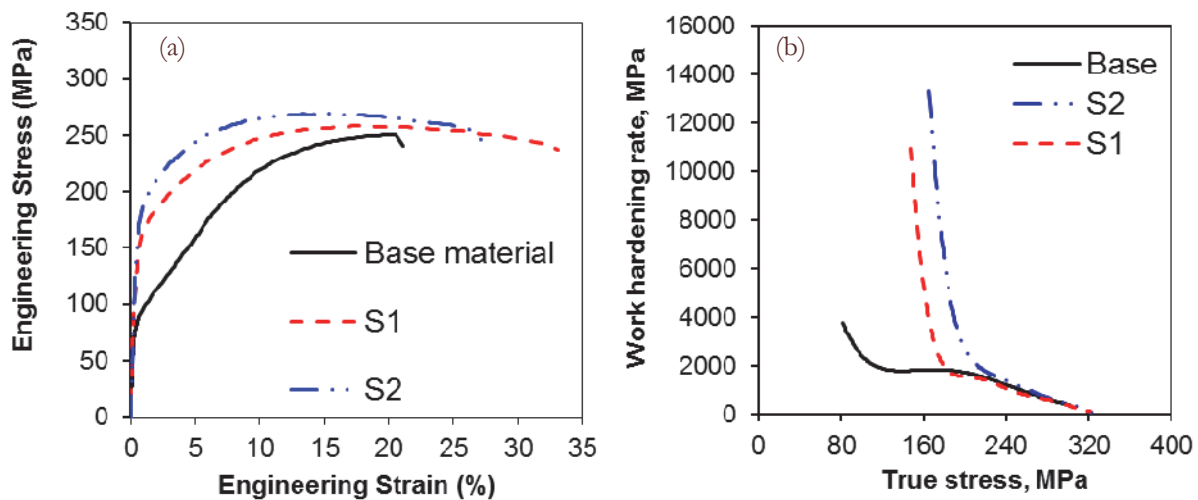 (a)
Engineering Stress (MPa)
350
300
250
200
150
100
50
0
Base material
S1
S2
0 5 10 15 20 25 30 35
Engineering Strain (%)
(b)
Work hardening rate, MPa
16000
14000
12000
10000
8000
6000
4000
2000
0
Base
S2
S1
0 80 160 240 320 400
True stress, MPa